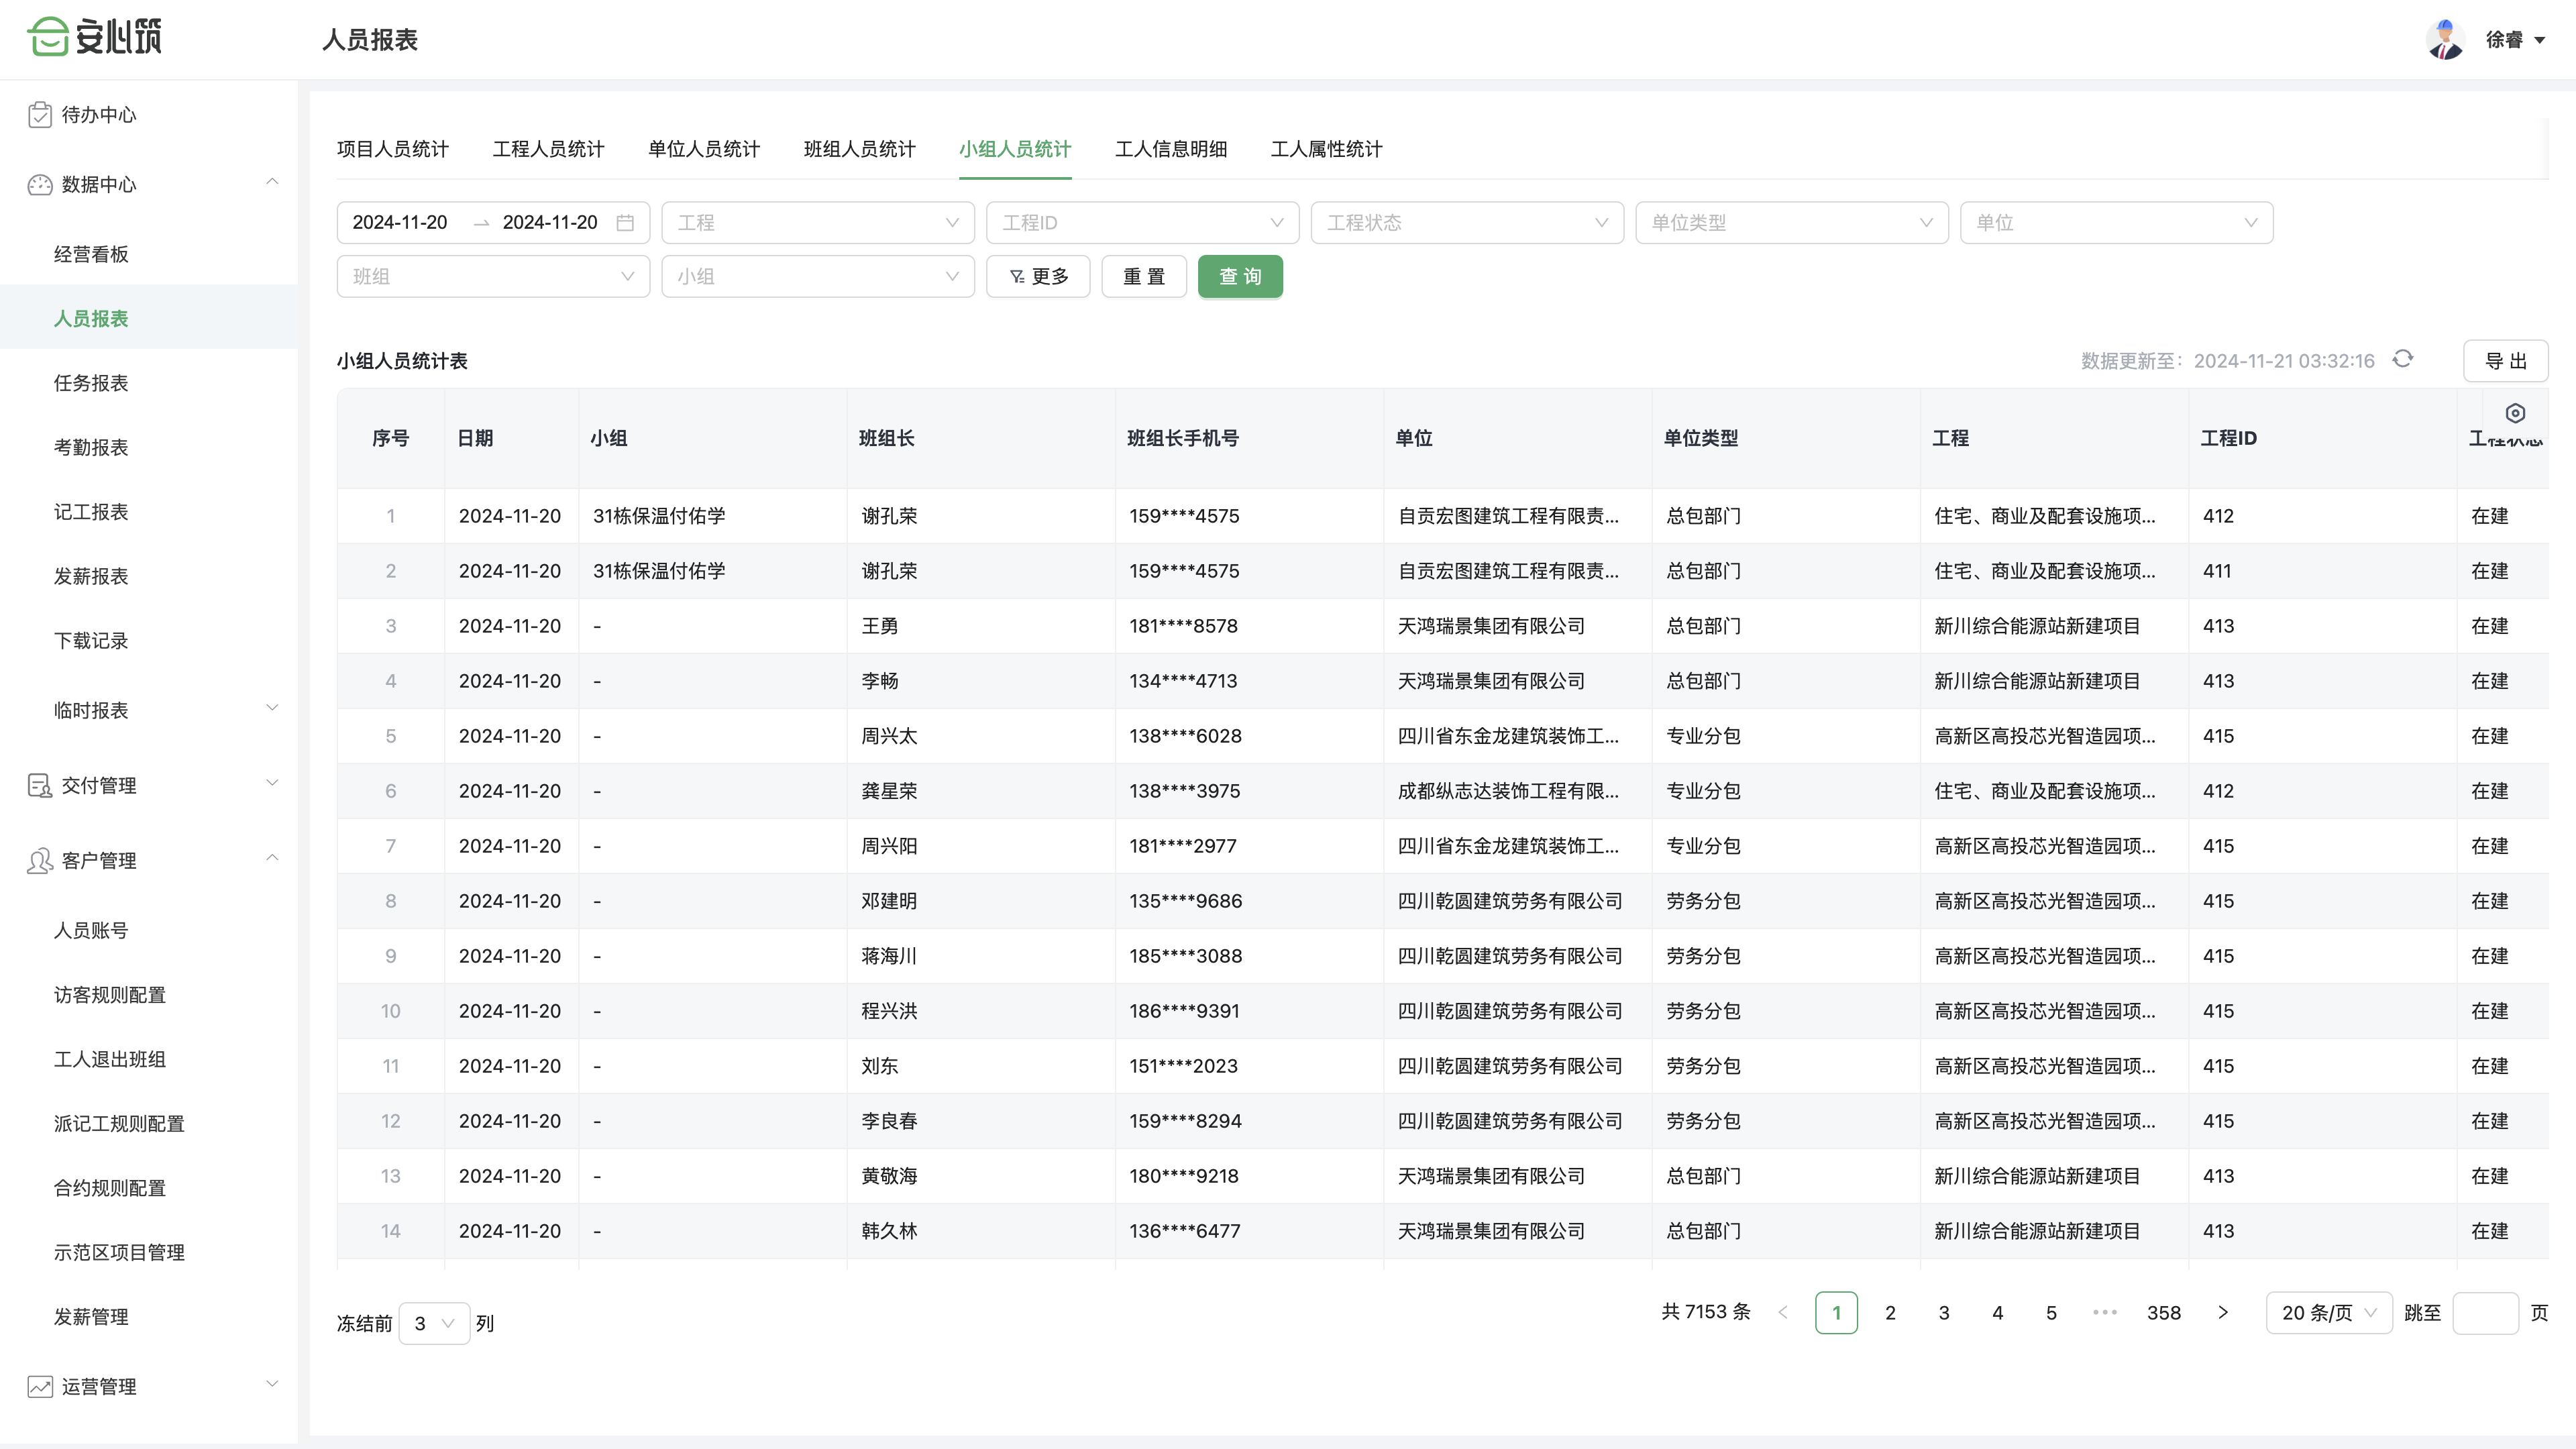 安心筑
人员报表
徐睿
待办中心
数据中心
经营看板
人员报表
任务报表
考勤报表
记工报表
发薪报表
下载记录
临时报表
交付管理
客户管理
人员账号
访客规则配置
工人退出班组
派记工规则配置
合约规则配置
示范区项目管理
发薪管理
运营管理
项目人员统计 工程人员统计 单位人员统计 班组人员统计 小组人员统计 工人信息明细 工人属性统计
2024-11-20 → 2024-11-20 工程 工程ID 工程状态 单位类型 单位
班组 小组 更多 重 置 查 询
小组人员统计表 数据更新至：2024-11-21 03:32:16 导 出
序号 日期 小组 班组长 班组长手机号 单位 单位类型 工程 工程ID 工程状态
1 2024-11-20 31栋保温付佑学 谢孔荣 159****4575 自贡宏图建筑工程有限责... 总包部门 住宅、商业及配套设施项... 412 在建
2 2024-11-20 31栋保温付佑学 谢孔荣 159****4575 自贡宏图建筑工程有限责... 总包部门 住宅、商业及配套设施项... 411 在建
3 2024-11-20 - 王勇 181****8578 天鸿瑞景集团有限公司 总包部门 新川综合能源站新建项目 413 在建
4 2024-11-20 - 李畅 134****4713 天鸿瑞景集团有限公司 总包部门 新川综合能源站新建项目 413 在建
5 2024-11-20 - 周兴太 138****6028 四川省东金龙建筑装饰工... 专业分包 高新区高投芯光智造园项... 415 在建
6 2024-11-20 - 龚星荣 138****3975 成都纵志达装饰工程有限... 专业分包 住宅、商业及配套设施项... 412 在建
7 2024-11-20 - 周兴阳 181****2977 四川省东金龙建筑装饰工... 专业分包 高新区高投芯光智造园项... 415 在建
8 2024-11-20 - 邓建明 135****9686 四川乾圆建筑劳务有限公司 劳务分包 高新区高投芯光智造园项... 415 在建
9 2024-11-20 - 蒋海川 185****3088 四川乾圆建筑劳务有限公司 劳务分包 高新区高投芯光智造园项... 415 在建
10 2024-11-20 - 程兴洪 186****9391 四川乾圆建筑劳务有限公司 劳务分包 高新区高投芯光智造园项... 415 在建
11 2024-11-20 - 刘东 151****2023 四川乾圆建筑劳务有限公司 劳务分包 高新区高投芯光智造园项... 415 在建
12 2024-11-20 - 李良春 159****8294 四川乾圆建筑劳务有限公司 劳务分包 高新区高投芯光智造园项... 415 在建
13 2024-11-20 - 黄敬海 180****9218 天鸿瑞景集团有限公司 总包部门 新川综合能源站新建项目 413 在建
14 2024-11-20 - 韩久林 136****6477 天鸿瑞景集团有限公司 总包部门 新川综合能源站新建项目 413 在建
冻结前 3 列 共 7153 条 < 1 2 3 4 5 ••• 358 > 20 条/页 跳至 页